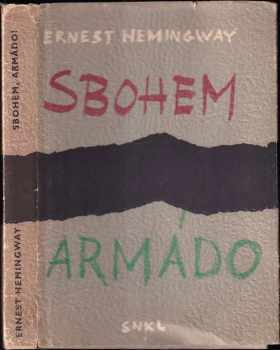 ERNEST HEMINGWAY
SBOHEM
ARMÁDO
SNKL
SBOHEM, ARMÁDO!
ERNEST HEMINGWAY